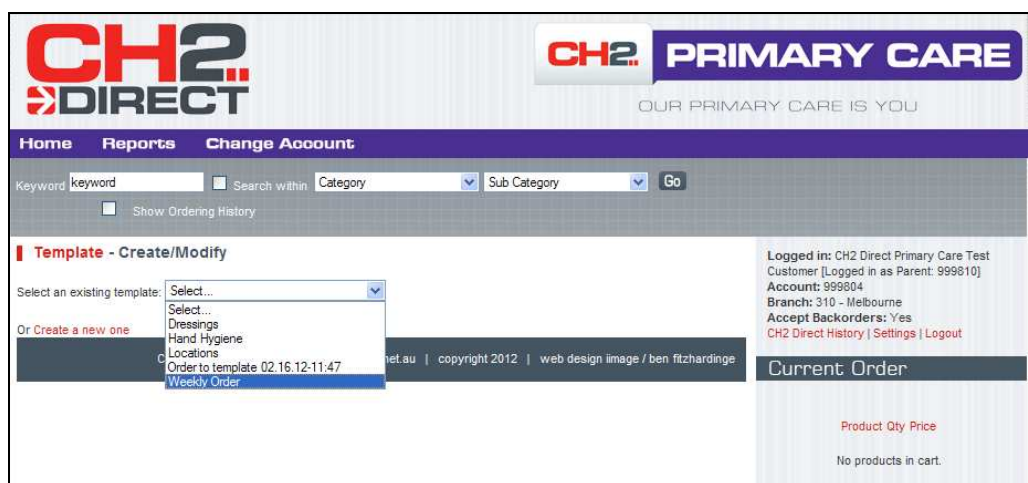 CH2..
DIRECT
CH2.. PRIMARY CARE
OUR PRIMARY CARE IS YOU
Home Reports Change Account
Keyword keyword Search within Category Sub Category Go
Show Ordering History
Template - Create/Modify
Select an existing template: Select...
Select...
Dressings
Hand Hygiene
Locations
Order to template 02.16.12-11:47
Weekly Order
Or Create a new one
C
net.au | copyright 2012 | web design iimage / ben fitzhardinge
Logged in: CH2 Direct Primary Care Test
Customer [Logged in as Parent: 999810]
Account: 999804
Branch: 310 - Melbourne
Accept Backorders: Yes
CH2 Direct History | Settings | Logout
Current Order
Product Qty Price
No products in cart.